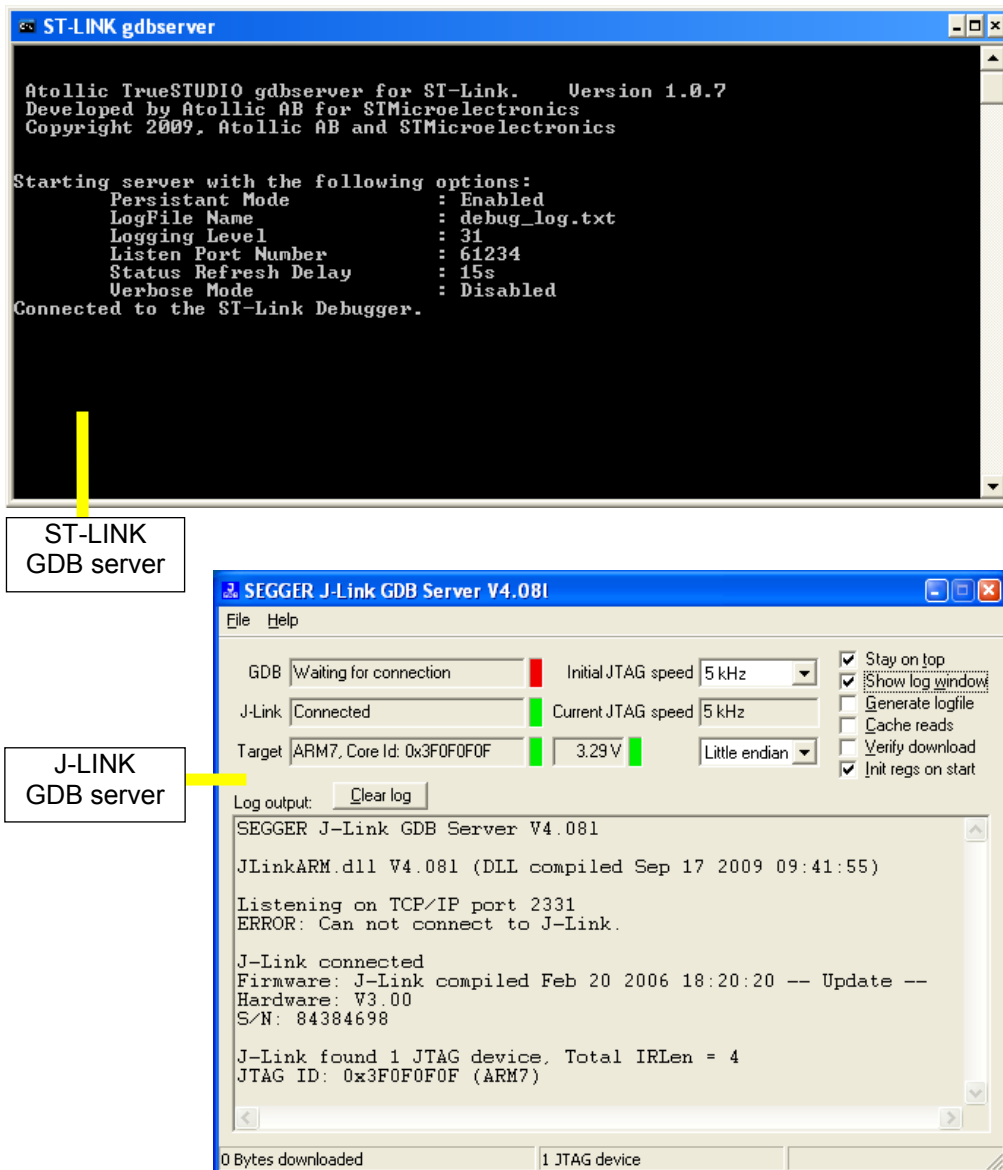 ST-LINK gdbserver
Atollic TrueSTUDIO gdbserver for ST-Link. Version 1.0.7
Developed by Atollic AB for STMicroelectronics
Copyright 2009, Atollic AB and STMicroelectronics
Starting server with the following options:
Persistant Mode : Enabled
LogFile Name : debug_log.txt
Logging Level : 31
Listen Port Number : 61234
Status Refresh Delay : 15s
Verbose Mode : Disabled
Connected to the ST-Link Debugger.
ST-LINK
GDB server
SEGGER J-Link GDB Server V4.08l
File Help
GDB Waiting for connection Initial JTAG speed 5 kHz
J-Link Connected Current JTAG speed 5 kHz
Target ARM7, Core Id: 0x3F0F0F0F 3.29 V Little endian
Stay on top
Show log window
Generate logfile
Cache reads
Verify download
Init regs on start
J-LINK
GDB server
Log output: Clear log
SEGGER J-Link GDB Server V4.08l
JLinkARM.dll V4.08l (DLL compiled Sep 17 2009 09:41:55)
Listening on TCP/IP port 2331
ERROR: Can not connect to J-Link.
J-Link connected
Firmware: J-Link compiled Feb 20 2006 18:20:20 -- Update --
Hardware: V3.00
S/N: 84384698
J-Link found 1 JTAG device, Total IRLen = 4
JTAG ID: 0x3F0F0F0F (ARM7)
0 Bytes downloaded 1 JTAG device